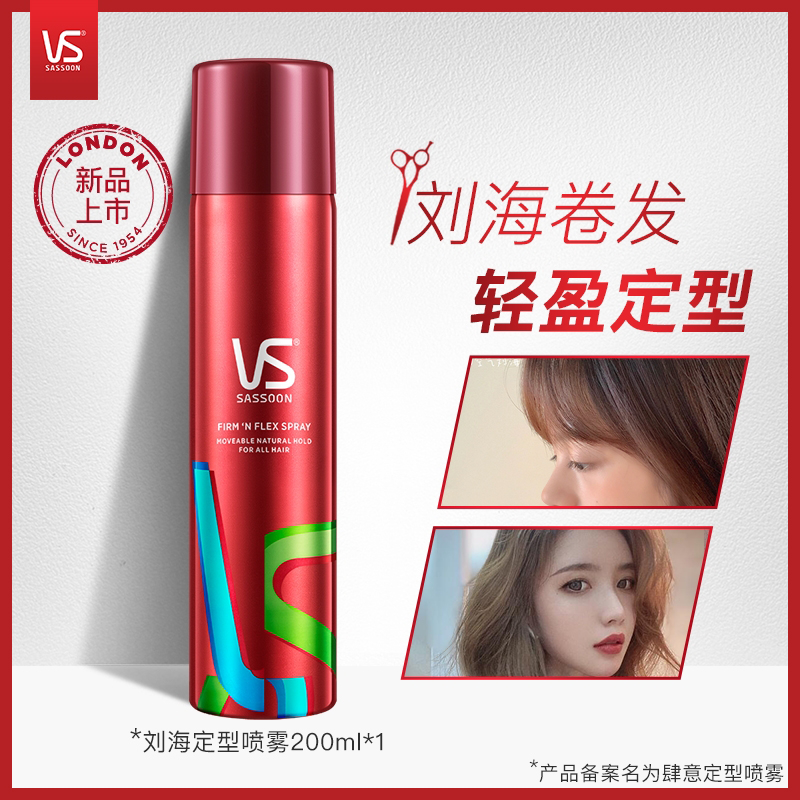 VS®
SASSOON
LONDON
新品
上市
SINCE 1954
刘海卷发
轻盈定型
VS®
SASSOON
FIRM 'N FLEX SPRAY
MOVEABLE NATURAL HOLD
FOR ALL HAIR
*刘海定型喷雾200ml*1
*产品备案名为肆意定型喷雾